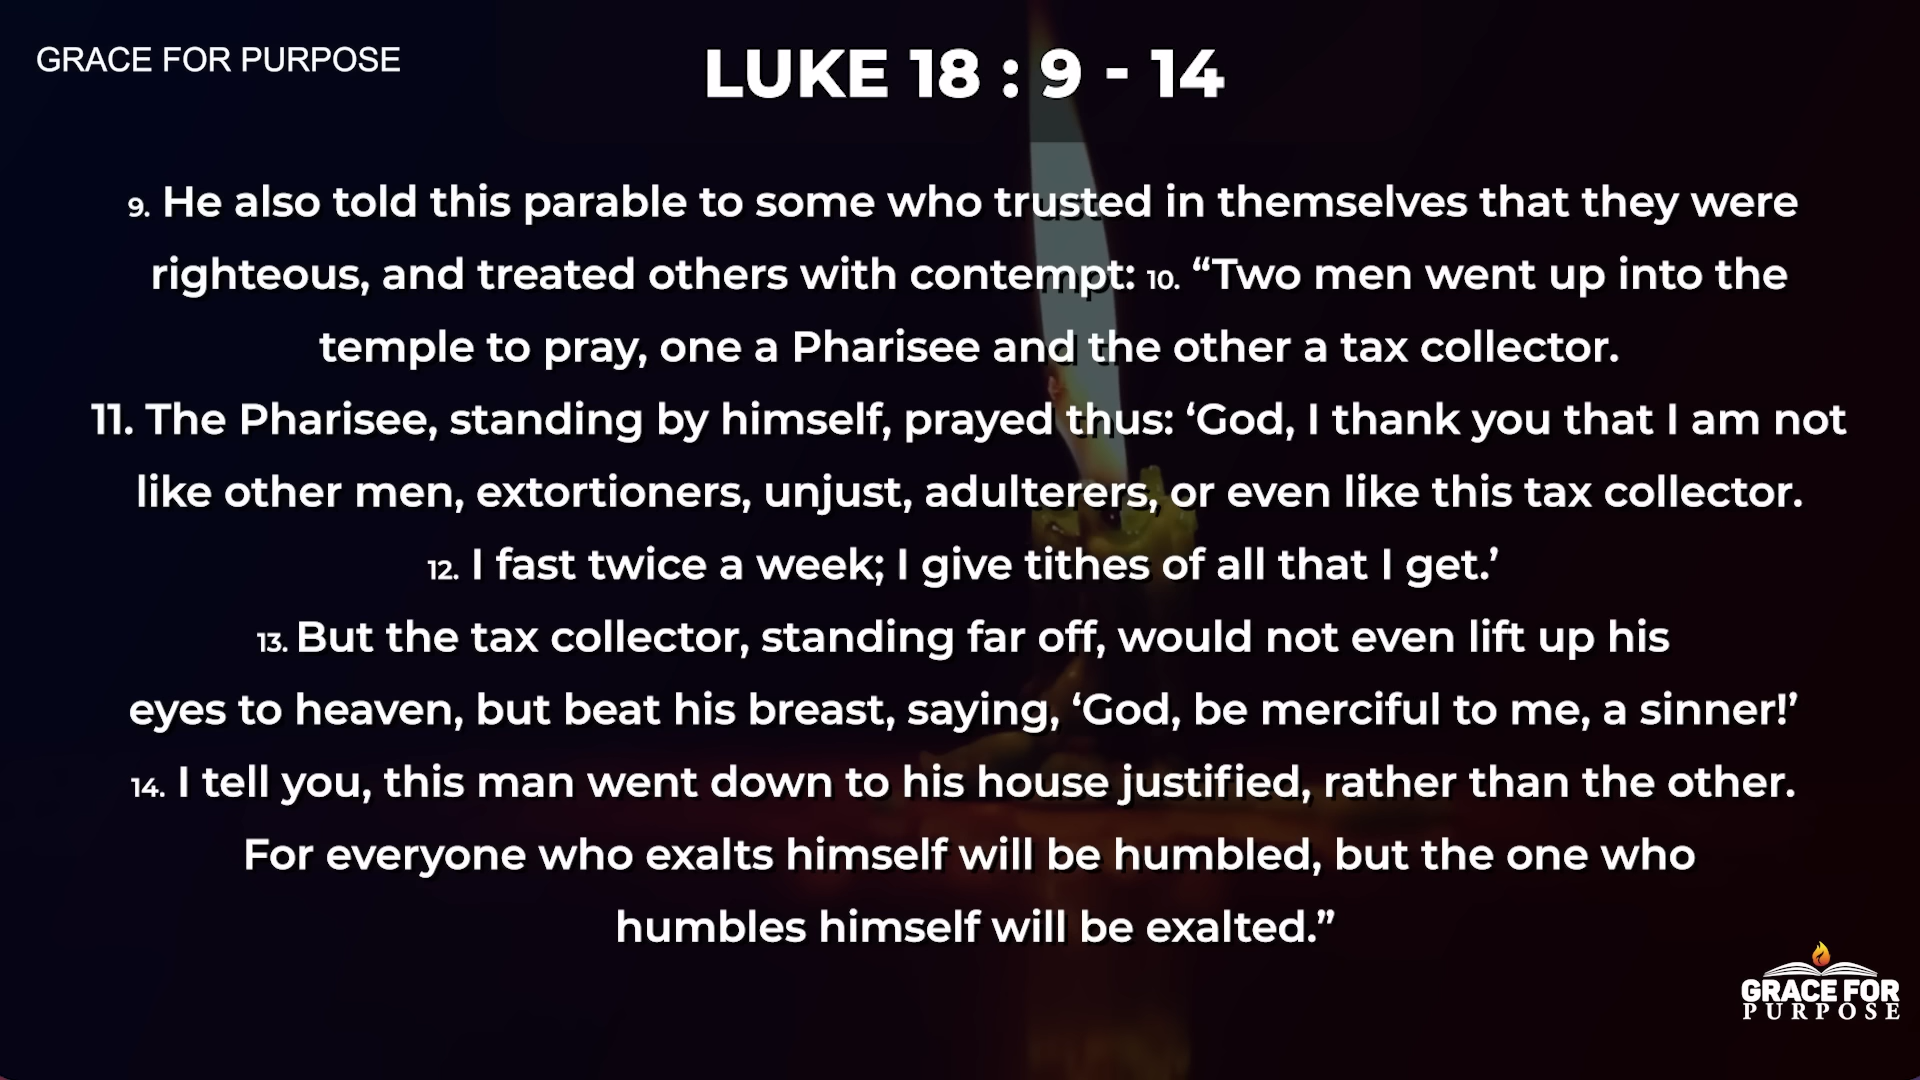 GRACE FOR PURPOSE
LUKE 18 : 9 - 14
9. He also told this parable to some who trusted in themselves that they were
righteous, and treated others with contempt: 10. “Two men went up into the
temple to pray, one a Pharisee and the other a tax collector.
11. The Pharisee, standing by himself, prayed thus: ‘God, I thank you that I am not
like other men, extortioners, unjust, adulterers, or even like this tax collector.
12. I fast twice a week; I give tithes of all that I get.’
13. But the tax collector, standing far off, would not even lift up his
eyes to heaven, but beat his breast, saying, ‘God, be merciful to me, a sinner!’
14. I tell you, this man went down to his house justified, rather than the other.
For everyone who exalts himself will be humbled, but the one who
humbles himself will be exalted.”
GRACE FOR
PURPOSE